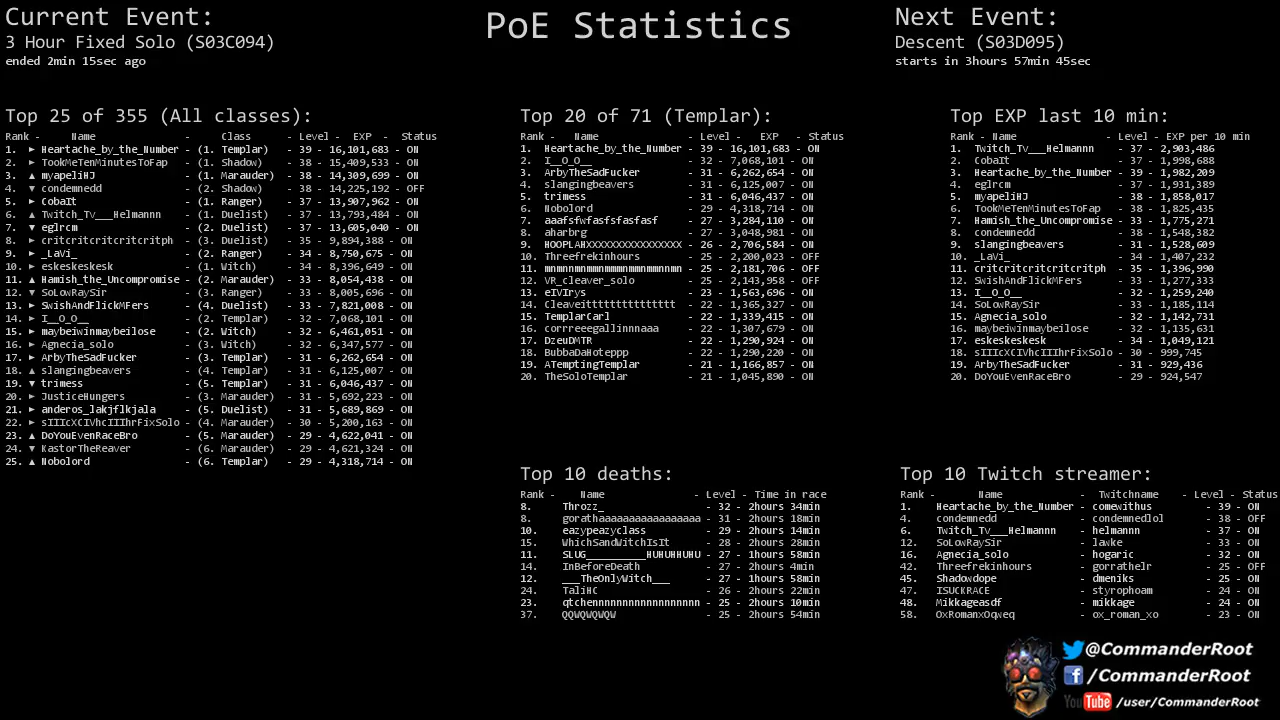 Current Event:
3 Hour Fixed Solo (S03C094)
ended 2min 15sec ago
PoE Statistics
Next Event:
Descent (S03D095)
starts in 3hours 57min 45sec
Top 25 of 355 (All classes):
Rank - Name - Class - Level - EXP - Status
1. ► Heartache_by_the_Number - (1. Templar) - 39 - 16,101,683 - ON
2. ► TookMeTenMinutesToFap - (1. Shadow) - 38 - 15,409,533 - ON
3. ▲ myapeliHJ - (1. Marauder) - 38 - 14,309,699 - ON
4. ▼ condemnedd - (2. Shadow) - 38 - 14,225,192 - OFF
5. ► CobaIt - (1. Ranger) - 37 - 13,907,962 - ON
6. ▲ Twitch_Tv___Helmannn - (1. Duelist) - 37 - 13,793,484 - ON
7. ▼ eglrcm - (2. Duelist) - 37 - 13,605,040 - ON
8. ► critcritcritcritcritph - (3. Duelist) - 35 - 9,894,388 - ON
9. ► _LaVi_ - (2. Ranger) - 34 - 8,750,675 - ON
10. ► eskeskeskesk - (1. Witch) - 34 - 8,396,649 - ON
11. ▲ Hamish_the_Uncompromise - (2. Marauder) - 33 - 8,054,438 - ON
12. ▼ SoLowRaySir - (3. Ranger) - 33 - 8,005,696 - ON
13. ► SwishAndFlickMFers - (4. Duelist) - 33 - 7,821,008 - ON
14. ► I__O_O__ - (2. Templar) - 32 - 7,068,101 - ON
15. ► maybeiwinmaybeilose - (2. Witch) - 32 - 6,461,051 - ON
16. ► Agnecia_solo - (3. Witch) - 32 - 6,347,577 - ON
17. ► ArbyTheSadFucker - (3. Templar) - 31 - 6,262,654 - ON
18. ▲ slangingbeavers - (4. Templar) - 31 - 6,125,007 - ON
19. ▼ trimess - (5. Templar) - 31 - 6,046,437 - ON
20. ► JusticeHungers - (3. Marauder) - 31 - 5,692,223 - ON
21. ► anderos_lakjflkjala - (5. Duelist) - 31 - 5,689,869 - ON
22. ► sIIIcXCIVhcIIIhrFixSolo - (4. Marauder) - 30 - 5,200,163 - ON
23. ▲ DoYouEvenRaceBro - (5. Marauder) - 29 - 4,622,041 - ON
24. ▼ KastorTheReaver - (6. Marauder) - 29 - 4,621,324 - ON
25. ▲ Nobolord - (6. Templar) - 29 - 4,318,714 - ON
Top 20 of 71 (Templar):
Rank - Name - Level - EXP - Status
1. Heartache_by_the_Number - 39 - 16,101,683 - ON
2. I__O_O__ - 32 - 7,068,101 - ON
3. ArbyTheSadFucker - 31 - 6,262,654 - ON
4. slangingbeavers - 31 - 6,125,007 - ON
5. trimess - 31 - 6,046,437 - ON
6. Nobolord - 29 - 4,318,714 - ON
7. aaafsfwfasfsfasfasf - 27 - 3,284,110 - ON
8. aharbrg - 27 - 3,048,981 - ON
9. HOOPLAHXXXXXXXXXXXXXXXX - 26 - 2,706,584 - ON
10. Threefrekinhours - 25 - 2,200,023 - OFF
11. - 25 - 2,181,706 - OFF
12. VR_cleaver_solo - 25 - 2,143,958 - OFF
13. eIVIrys - 23 - 1,563,696 - ON
14. Cleaveitttttttttttttttt - 22 - 1,365,327 - ON
15. TemplarCarl - 22 - 1,339,415 - ON
16. corrreeegallinnnaaa - 22 - 1,307,679 - ON
17. DzeuDMTR - 22 - 1,290,924 - ON
18. BubbaDaHoteppp - 22 - 1,290,220 - ON
19. ATemptingTemplar - 21 - 1,166,857 - ON
20. TheSoloTemplar - 21 - 1,045,890 - ON
Top EXP last 10 min:
Rank - Name - Level - EXP per 10 min
1. Twitch_Tv___Helmannn - 37 - 2,903,486
2. CobaIt - 37 - 1,998,688
3. Heartache_by_the_Number - 39 - 1,982,209
4. eglrcm - 37 - 1,931,389
5. myapeliHJ - 38 - 1,858,017
6. TookMeTenMinutesToFap - 38 - 1,825,435
7. Hamish_the_Uncompromise - 33 - 1,775,271
8. condemnedd - 38 - 1,548,382
9. slangingbeavers - 31 - 1,528,609
10. _LaVi_ - 34 - 1,407,232
11. critcritcritcritcritph - 35 - 1,396,990
12. SwishAndFlickMFers - 33 - 1,277,333
13. I__O_O__ - 32 - 1,259,240
14. SoLowRaySir - 33 - 1,185,114
15. Agnecia_solo - 32 - 1,142,731
16. maybeiwinmaybeilose - 32 - 1,135,631
17. eskeskeskesk - 34 - 1,049,121
18. sIIIcXCIVhcIIIhrFixSolo - 30 - 999,745
19. ArbyTheSadFucker - 31 - 929,436
20. DoYouEvenRaceBro - 29 - 924,547
Top 10 deaths:
Rank - Name - Level - Time in race
8. Throzz_ - 32 - 2hours 34min
8. gorathaaaaaaaaaaaaaaaaa - 31 - 2hours 18min
10. eazypeazyclass - 29 - 2hours 14min
15. WhichSandWitchIsIt - 28 - 2hours 28min
11. SLUG__________HUHUHHUHU - 27 - 1hours 58min
14. InBeforeDeath - 27 - 2hours 4min
12. ___TheOnlyWitch___ - 27 - 1hours 58min
24. TaliHC - 26 - 2hours 22min
23. qtchennnnnnnnnnnnnnnnnn - 25 - 2hours 10min
37. QQWQWQWQW - 25 - 2hours 54min
Top 10 Twitch streamer:
Rank - Name - Twitchname - Level - Status
1. Heartache_by_the_Number - comewithus - 39 - ON
4. condemnedd - condemnedlol - 38 - OFF
6. Twitch_Tv___Helmannn - helmannn - 37 - ON
12. SoLowRaySir - lawke - 33 - ON
16. Agnecia_solo - hogaric - 32 - ON
42. Threefrekinhours - gorrathelr - 25 - OFF
45. Shadowdope - dmeniks - 25 - ON
47. ISUCKRACE - styrophoam - 24 - ON
48. Mikkageasdf - mikkage - 24 - ON
58. OxRomanxOqweq - ox_roman_xo - 23 - ON
@CommanderRoot
/CommanderRoot
YouTube /user/CommanderRoot